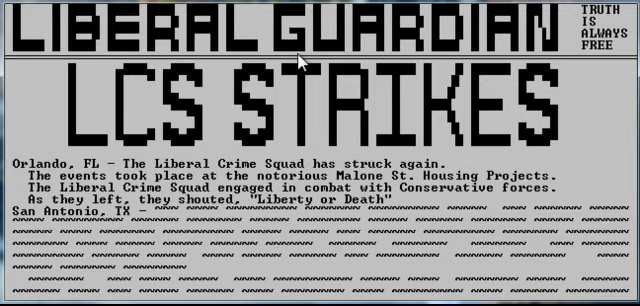 LIBERAL GUARDIAN
TRUTH
IS
ALWAYS
FREE
LCS STRIKES
Orlando, FL - The Liberal Crime Squad has struck again.
The events took place at the notorious Malone St. Housing Projects.
The Liberal Crime Squad engaged in combat with Conservative forces.
As they left, they shouted, "Liberty or Death"
San Antonio, TX -